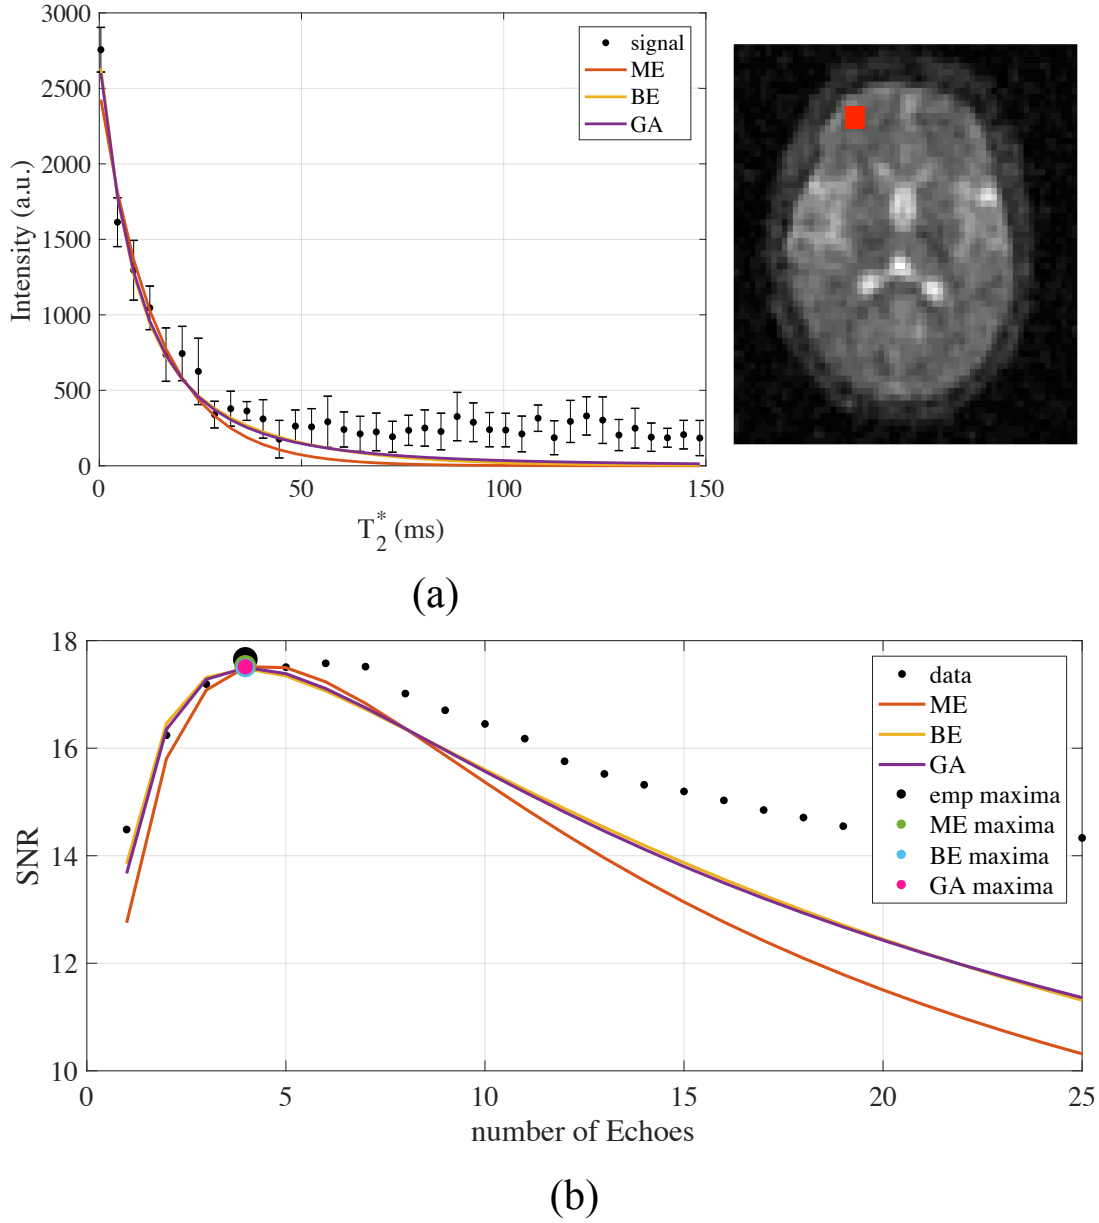 3000
2500
2000
1500
1000
500
0
Intensity (a.u.)
signal
ME
BE
GA
0 50 100 150
T2* (ms)
(a)
18
16
14
12
10
SNR
data
ME
BE
GA
emp maxima
ME maxima
BE maxima
GA maxima
0 5 10 15 20 25
number of Echoes
(b)